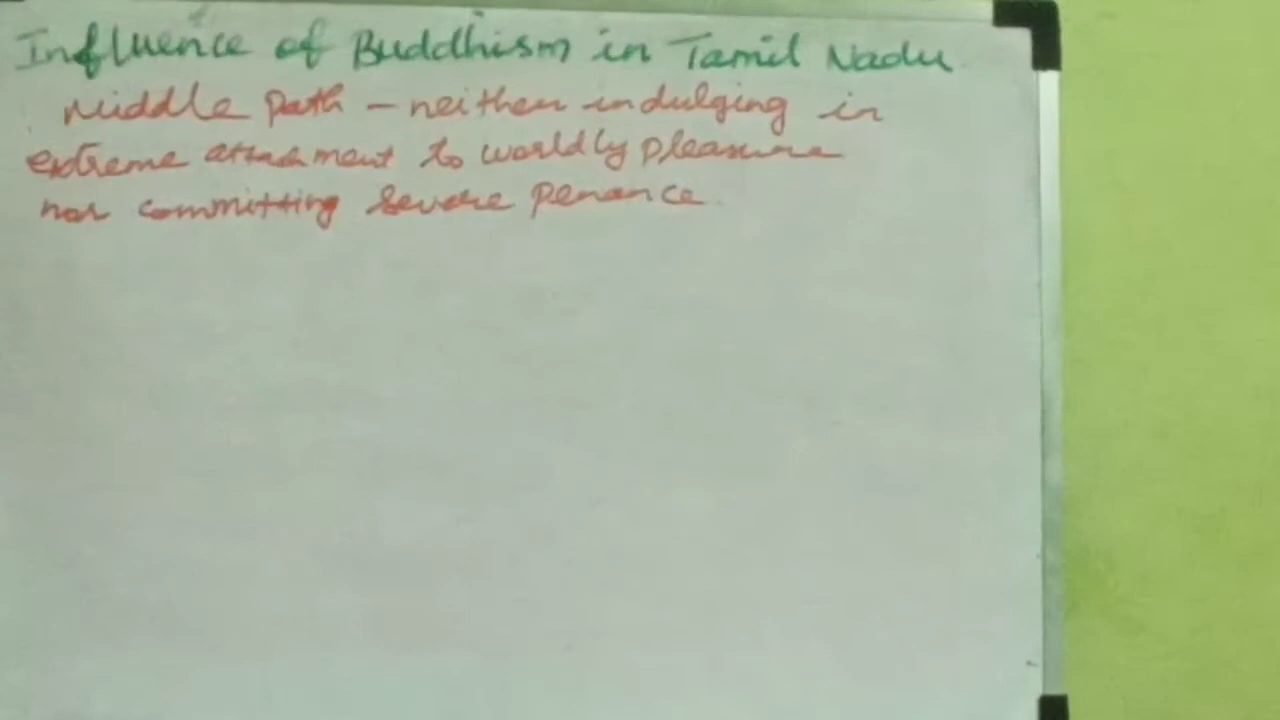 Influence of Buddhism in Tamil Nadu
Middle Path – neither indulging in
extreme attachment to worldly pleasure
nor committing severe penance.